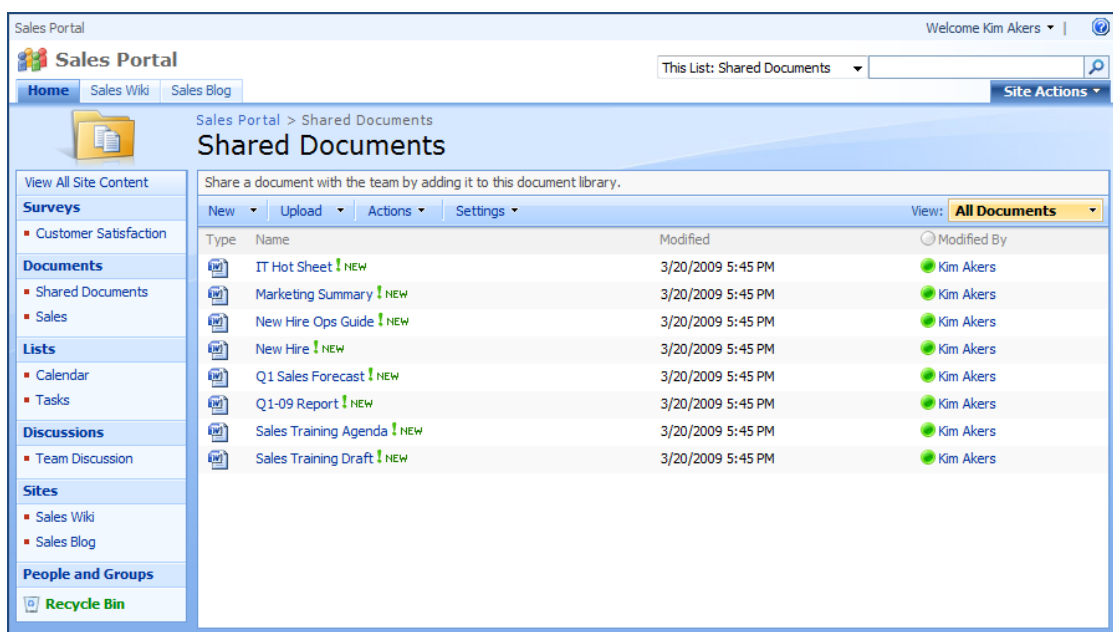 Sales Portal
Welcome Kim Akers
Sales Portal
This List: Shared Documents
Home Sales Wiki Sales Blog
Site Actions
Sales Portal > Shared Documents
Shared Documents
View All Site Content
Surveys
Customer Satisfaction
Documents
Shared Documents
Sales
Lists
Calendar
Tasks
Discussions
Team Discussion
Sites
Sales Wiki
Sales Blog
People and Groups
Recycle Bin
Share a document with the team by adding it to this document library.
New Upload Actions Settings View: All Documents
Type Name Modified Modified By
IT Hot Sheet ! NEW 3/20/2009 5:45 PM Kim Akers
Marketing Summary ! NEW 3/20/2009 5:45 PM Kim Akers
New Hire Ops Guide ! NEW 3/20/2009 5:45 PM Kim Akers
New Hire ! NEW 3/20/2009 5:45 PM Kim Akers
Q1 Sales Forecast ! NEW 3/20/2009 5:45 PM Kim Akers
Q1-09 Report ! NEW 3/20/2009 5:45 PM Kim Akers
Sales Training Agenda ! NEW 3/20/2009 5:45 PM Kim Akers
Sales Training Draft ! NEW 3/20/2009 5:45 PM Kim Akers